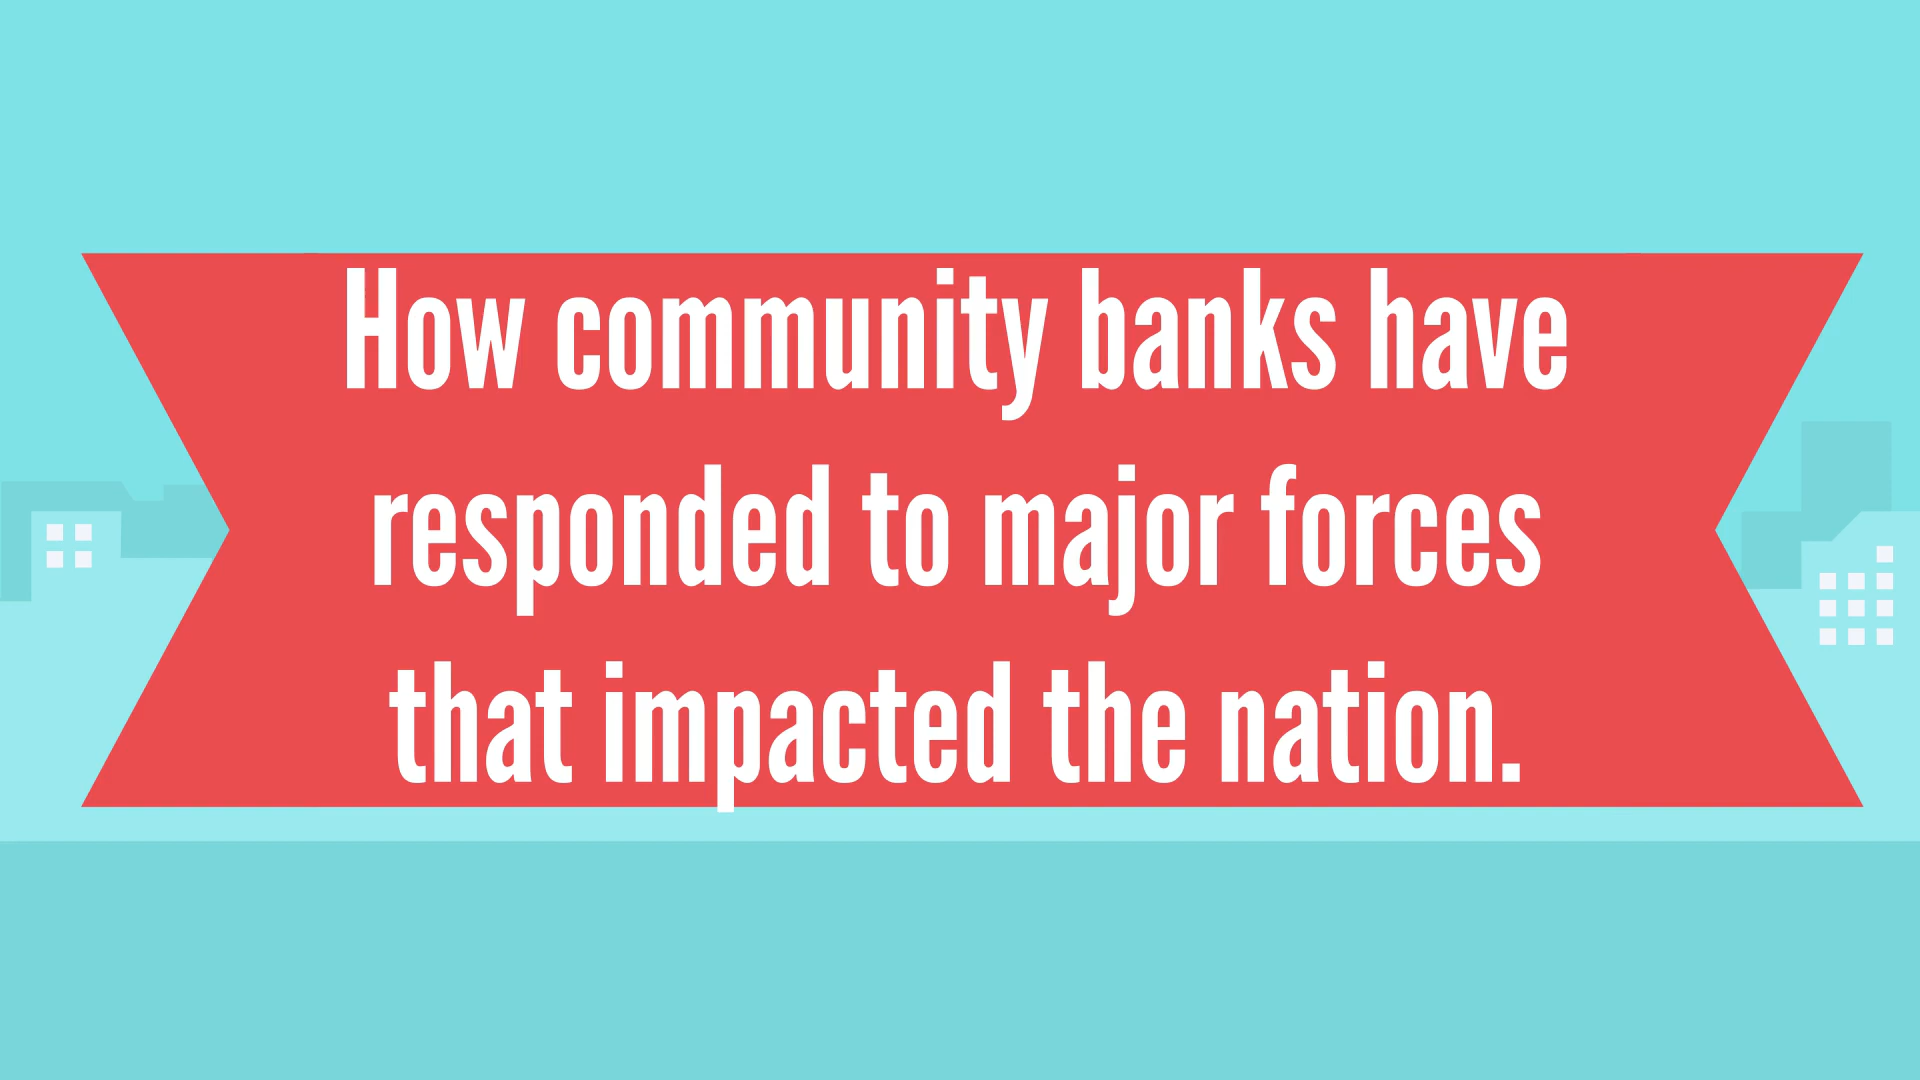 How community banks have
responded to major forces
that impacted the nation.